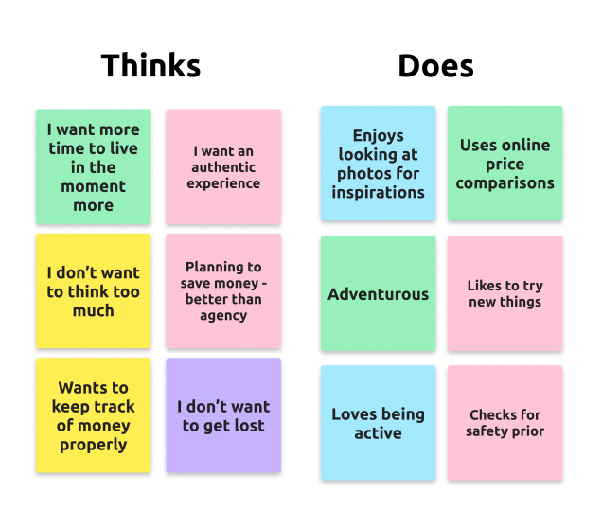 Thinks
Does
I want more
time to live
in the
moment
more
I want an
authentic
experience
Enjoys
looking at
photos for
inspirations
Uses online
price
comparisons
I don't want
to think too
much
Planning to
save money -
better than
agency
Adventurous
Likes to try
new things
Wants to
keep track
of money
properly
I don't want
to get lost
Loves being
active
Checks for
safety prior